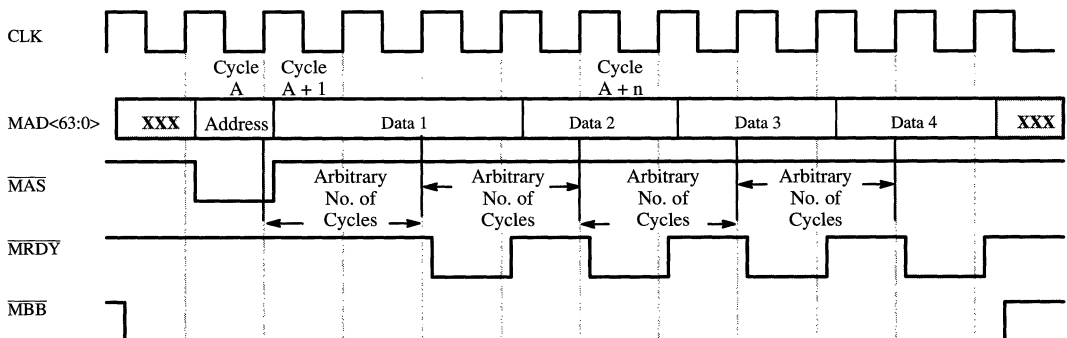 CLK
Cycle A
Cycle A + 1
Cycle A + n
MAD<63:0>
XXX
Address
Data 1
Data 2
Data 3
Data 4
XXX
MAS
Arbitrary No. of Cycles
Arbitrary No. of Cycles
Arbitrary No. of Cycles
Arbitrary No. of Cycles
MRDY
MBB